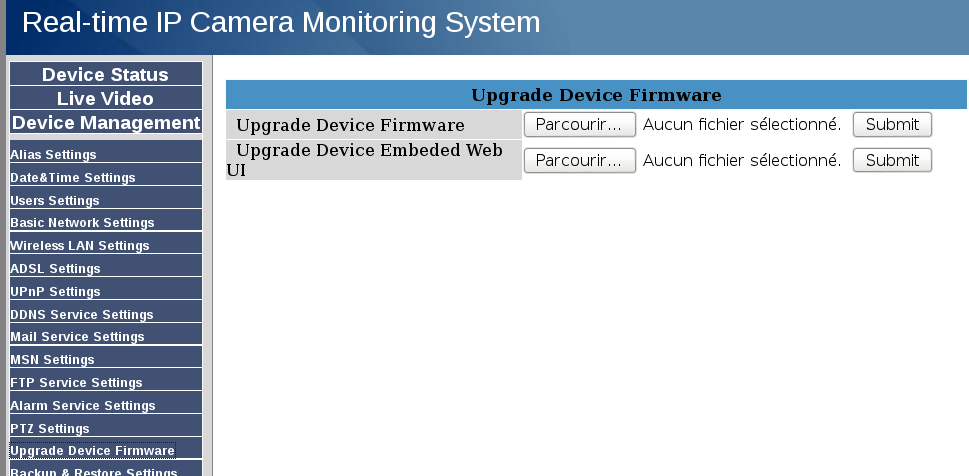 Real-time IP Camera Monitoring System
Device Status
Live Video
Device Management
Alias Settings
Date&Time Settings
Users Settings
Basic Network Settings
Wireless LAN Settings
ADSL Settings
UPnP Settings
DDNS Service Settings
Mail Service Settings
MSN Settings
FTP Service Settings
Alarm Service Settings
PTZ Settings
Upgrade Device Firmware
Backup & Restore Settings
Upgrade Device Firmware
Upgrade Device Firmware Parcourir... Aucun fichier sélectionné. Submit
Upgrade Device Embeded Web
UI
Parcourir... Aucun fichier sélectionné. Submit